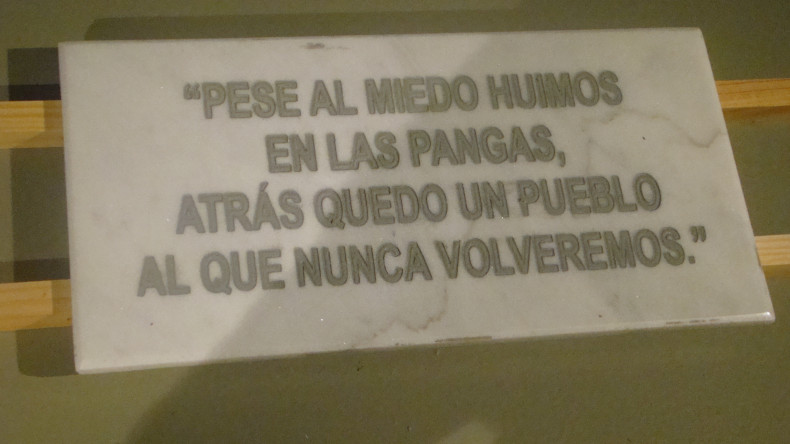 “PESE AL MIEDO HUIMOS
EN LAS PANGAS,
ATRÁS QUEDO UN PUEBLO
AL QUE NUNCA VOLVEREMOS.”